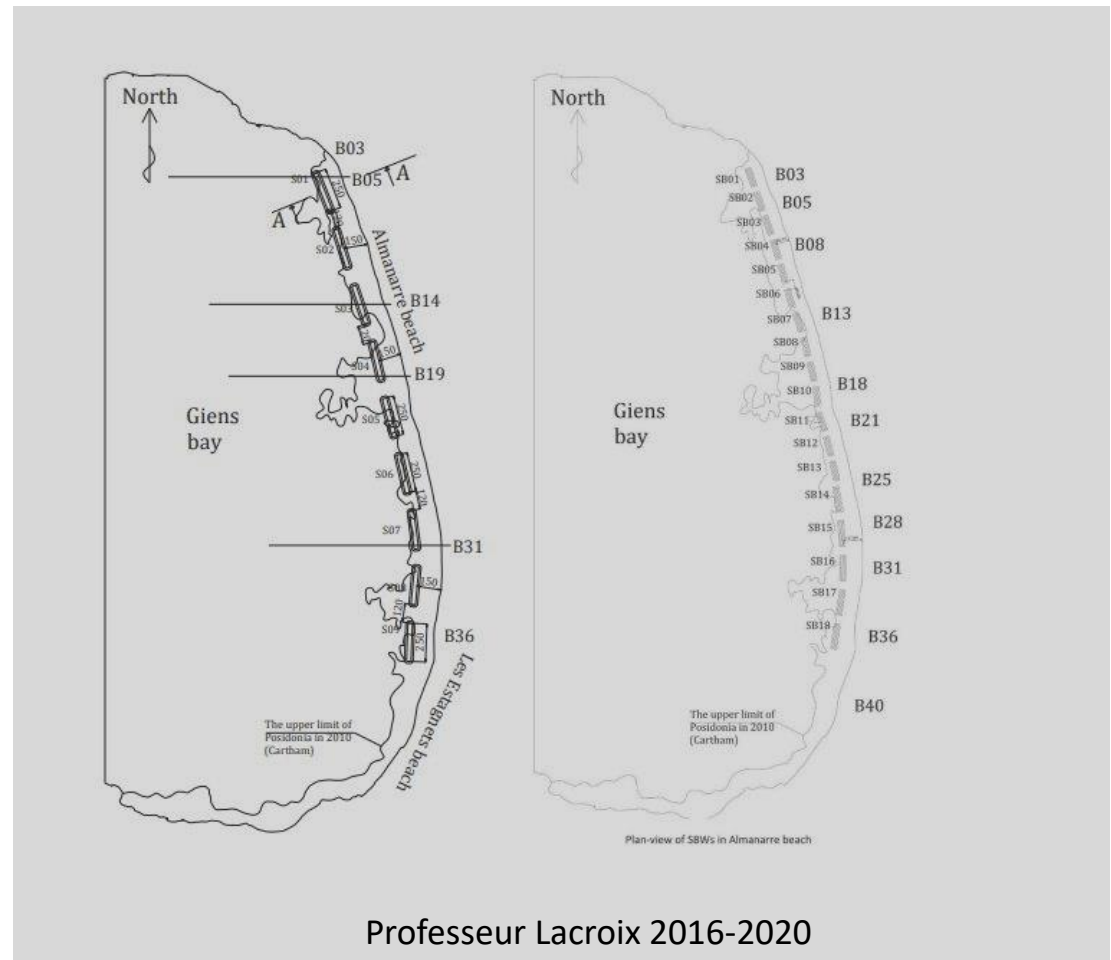 North
B03
S01
B05
A
250
A
120
S02
150
Almanarre beach
B14
S03
120
150
S04
B19
Giens
bay
S05
250
S06
250
120
S07
B31
150
120
S09
250
B36
Les Estagnets beach
The upper limit of
Posidonia in 2010
(Cartham)
North
SB01
B03
SB02
B05
SB03
SB04
B08
SB05
SB06
SB07
B13
SB08
SB09
SB10
B18
Giens
bay
SB11
B21
SB12
SB13
B25
SB14
SB15
B28
SB16
B31
SB17
SB18
B36
B40
The upper limit of
Posidonia in 2010
(Cartham)
Plan-view of SBWs in Almanarre beach
Professeur Lacroix 2016-2020